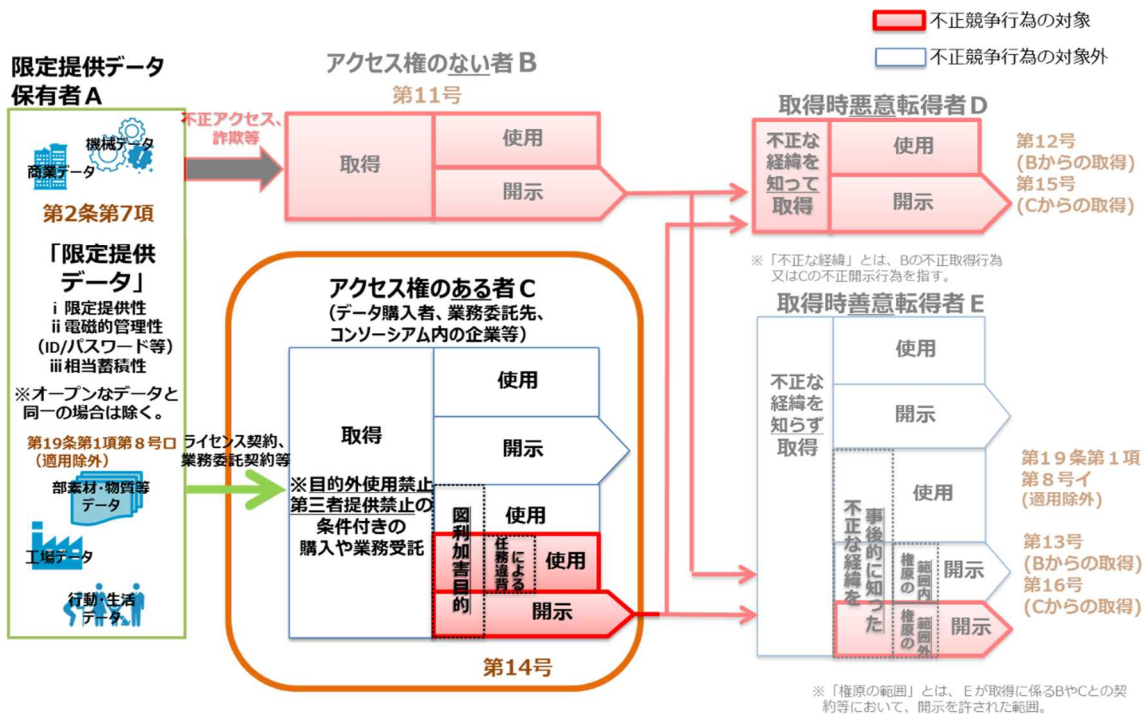 不正競争行為の対象
不正競争行為の対象外
限定提供データ
保有者A
機械データ
商業データ
第2条第7項
「限定提供
データ」
ⅰ限定提供性
ⅱ電磁的管理性
(ID/パスワード等)
ⅲ相当蓄積性
※オープンなデータと
同一の場合は除く。
第19条第1項第8号ロ
(適用除外)
部素材・物質等
データ
工場データ
行動・生活
データ
不正アクセス、
詐欺等
ライセンス契約、
業務委託契約等
アクセス権のない者B
第11号
取得
使用
開示
アクセス権のある者C
(データ購入者、業務委託先、
コンソーシアム内の企業等)
取得
※目的外使用禁止
第三者提供禁止の
条件付きの
購入や業務受託
使用
開示
図利加害目的
使用
による
任務違背
使用
開示
第14号
取得時悪意転得者D
不正な
経緯を
知って
取得
使用
開示
第12号
(Bからの取得)
第15号
(Cからの取得)
※「不正な経緯」とは、Bの不正取得行為
又はCの不正開示行為を指す。
取得時善意転得者E
不正な
経緯を
知らず
取得
使用
開示
事後的に知った
不正な経緯を
使用
範囲内
権原の
開示
範囲外
権原の
開示
第19条第1項
第8号イ
(適用除外)
第13号
(Bからの取得)
第16号
(Cからの取得)
※「権原の範囲」とは、Eが取得に係るBやCとの契
約等において、開示を許された範囲。